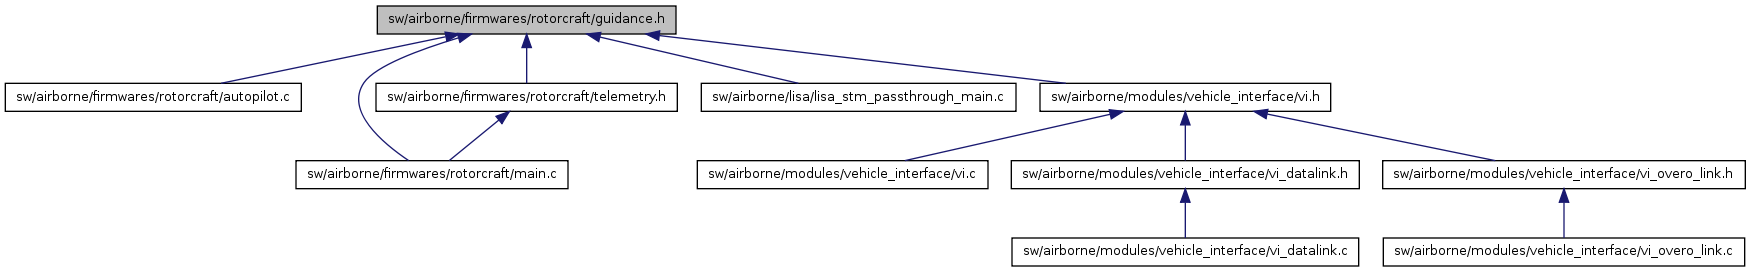 sw/airborne/firmwares/rotorcraft/guidance.h
sw/airborne/firmwares/rotorcraft/autopilot.c
sw/airborne/firmwares/rotorcraft/telemetry.h
sw/airborne/lisa/lisa_stm_passthrough_main.c
sw/airborne/modules/vehicle_interface/vi.h
sw/airborne/firmwares/rotorcraft/main.c
sw/airborne/modules/vehicle_interface/vi.c
sw/airborne/modules/vehicle_interface/vi_datalink.h
sw/airborne/modules/vehicle_interface/vi_overo_link.h
sw/airborne/modules/vehicle_interface/vi_datalink.c
sw/airborne/modules/vehicle_interface/vi_overo_link.c